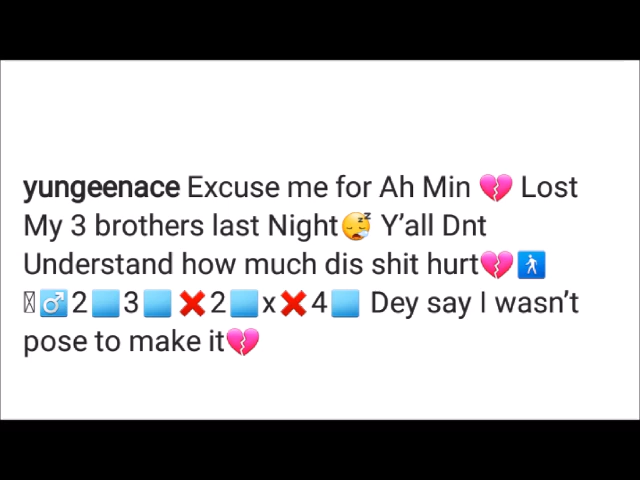 yungeenace Excuse me for Ah Min 💔 Lost
My 3 brothers last Night😴 Y’all Dnt
Understand how much dis shit hurt💔🚶
♂️2🟦3🟦 ❌2🟦x❌4🟦 Dey say I wasn’t
pose to make it💔